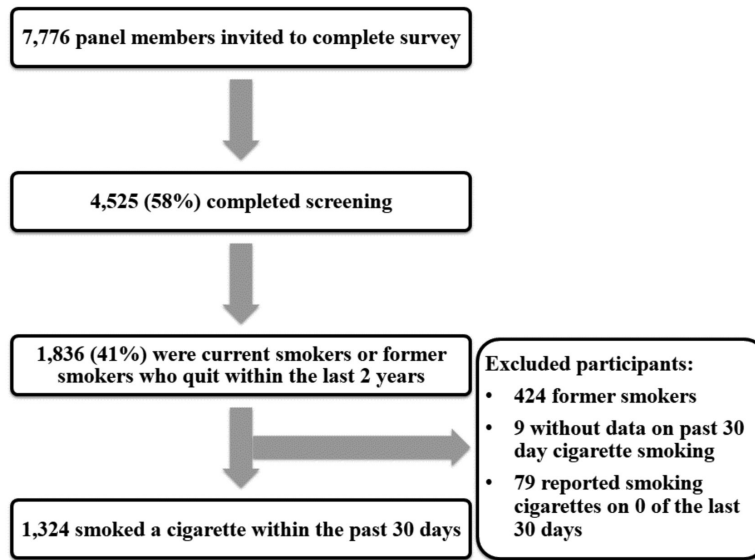 7,776 panel members invited to complete survey
4,525 (58%) completed screening
1,836 (41%) were current smokers or former
smokers who quit within the last 2 years
Excluded participants:
• 424 former smokers
• 9 without data on past 30
day cigarette smoking
• 79 reported smoking
cigarettes on 0 of the last
30 days
1,324 smoked a cigarette within the past 30 days